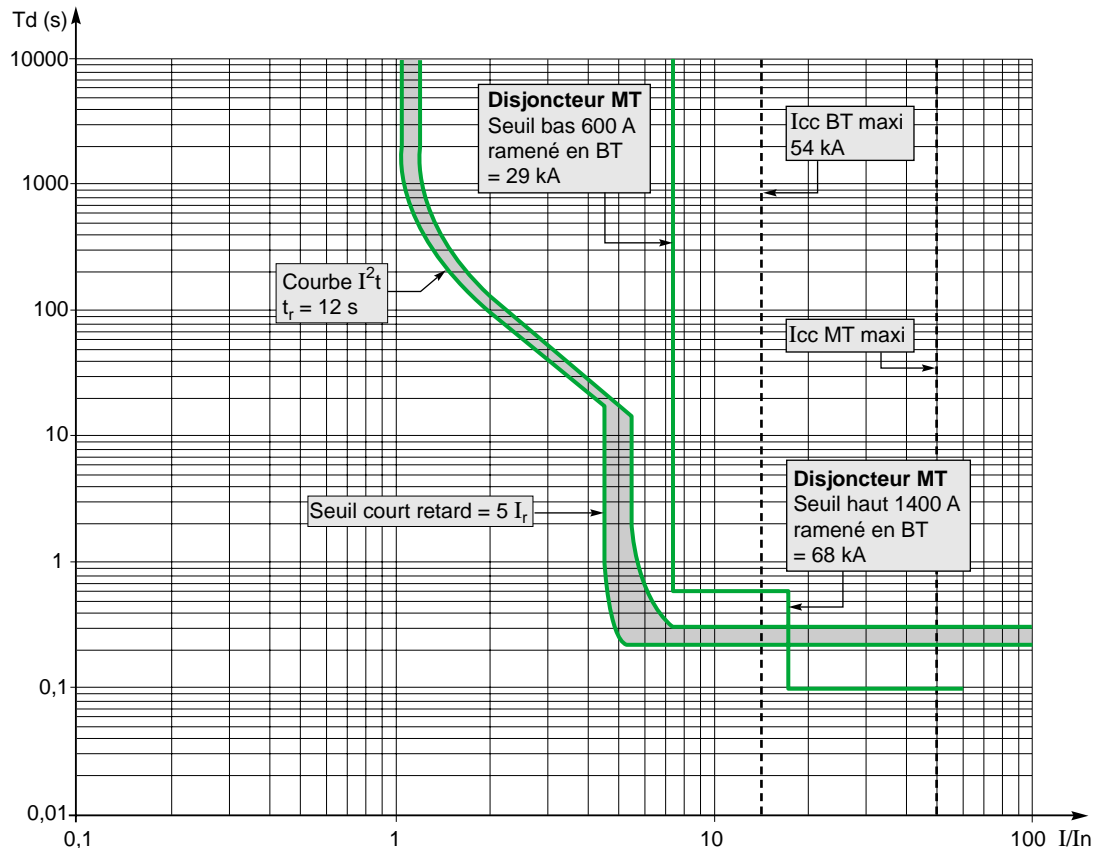 Td (s)
10000
1000
100
10
1
0,1
0,01
Disjoncteur MT
Seuil bas 600 A
ramené en BT
= 29 kA
Icc BT maxi
54 kA
Courbe I²t
tr = 12 s
Icc MT maxi
Disjoncteur MT
Seuil haut 1400 A
ramené en BT
= 68 kA
Seuil court retard = 5 Ir
0,1
1
10
100
I/In